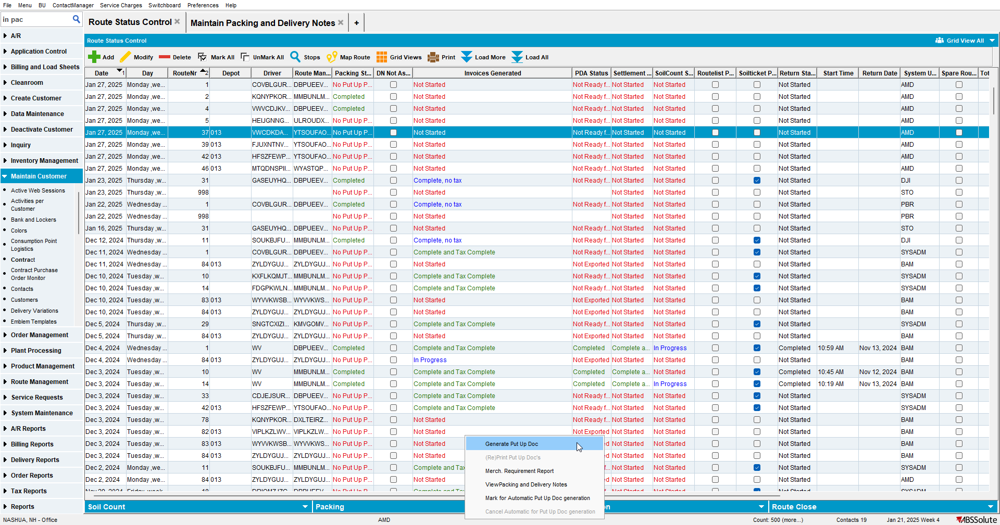 File Menu BU ContactManager Service Charges Switchboard Preferences Help
in pac
Route Status Control
Maintain Packing and Delivery Notes
+
A/R
Application Control
Billing and Load Sheets
Cleanroom
Create Customer
Data Maintenance
Deactivate Customer
Inquiry
Inventory Management
Maintain Customer
Active Web Sessions
Activities per
Customer
Bank and Lockers
Colors
Consumption Point
Logistics
Contract
Contract Purchase
Order Monitor
Contacts
Customers
Delivery Variations
Emblem Templates
Order Management
Plant Processing
Product Management
Route Management
Service Requests
System Maintenance
A/R Reports
Billing Reports
Delivery Reports
Order Reports
Tax Reports
Reports
Route Status Control Grid View All
Add Modify Delete Mark All UnMark All Stops Map Route Grid Views Print Load More Load All
Date 1 Day RouteNr 2 Depot Driver Route Man... Packing St... DN Not As... Invoices Generated PDA Status Settlement ... SoilCount S... Routelist P... Soilticket P... Return Sta... Start Time Return Date System U... Spare Rou... Tot
Jan 27, 2025 Monday ,we... 1 COVBLGUR... DBPUEEV... No Put Up P... Not Started Not Ready f... Not Started Not Started Not Started AMD
Jan 27, 2025 Monday ,we... 2 KQNYPKOR... MMBUNLM... Completed Not Started Not Ready f... Not Started Not Started Not Started AMD
Jan 27, 2025 Monday ,we... 4 VWVCDJKV... DBPUEEV... Completed Not Started Not Ready f... Not Started Not Started Not Started AMD
Jan 27, 2025 Monday ,we... 5 HEIJGNNG... ULROUDX... No Put Up P... Not Started Not Ready f... Not Started Not Started Not Started AMD
Jan 27, 2025 Monday ,we... 37 013 VWCDKDA... YTSOUFAO... No Put Up P... Not Started Not Ready f... Not Started Not Started Not Started AMD
Jan 27, 2025 Monday ,we... 39 013 FJUXNTNV... YTSOUFAO... No Put Up P... Not Started Not Ready f... Not Started Not Started Not Started AMD
Jan 27, 2025 Monday ,we... 42 013 HFSZFEWP... YTSOUFAO... No Put Up P... Not Started Not Ready f... Not Started Not Started Not Started AMD
Jan 27, 2025 Monday ,we... 46 013 MTQDNSPII... WYASTQP... No Put Up P... Not Started Not Ready f... Not Started Not Started Not Started AMD
Jan 23, 2025 Thursday ,w... 31 GASEUYHQ... DBPUEEV... Completed Complete, no tax Not Ready f... Not Started Not Started Not Started DJI
Jan 23, 2025 Thursday ,w... 998 No Put Up P... Not Started Not Started Not Started Not Started STO
Jan 22, 2025 Wednesday ... 1 COVBLGUR... DBPUEEV... Completed Complete, no tax Not Ready f... Not Started Not Started Not Started PBR
Jan 22, 2025 Wednesday ... 998 No Put Up P... Not Started Not Started Not Started Not Started PBR
Jan 16, 2025 Thursday ,w... 31 GASEUYHQ... DBPUEEV... No Put Up P... Not Started Not Ready f... Not Started Not Started Not Started STO
Dec 12, 2024 Thursday ,w... 11 SOUKBJFU... MMBUNLM... Completed Complete, no tax Not Ready f... Not Started Not Started Not Started DJI
Dec 11, 2024 Wednesday ... 1 COVBLGUR... DBPUEEV... No Put Up P... Complete and Tax Complete Not Ready f... Not Started Not Started Not Started SYSADM
Dec 11, 2024 Wednesday ... 84 013 ZYLDYGUJ... ZYLDYGUJ... No Put Up P... Not Started Not Exported Not Started Not Started Not Started BAM
Dec 10, 2024 Tuesday ,w... 10 KXFLKQMJT... MMBUNLM... No Put Up P... Complete and Tax Complete Not Ready f... Not Started Not Started Not Started SYSADM
Dec 10, 2024 Tuesday ,w... 14 FDGPKWLN... MMBUNLM... No Put Up P... Complete and Tax Complete Not Ready f... Not Started Not Started Not Started SYSADM
Dec 10, 2024 Tuesday ,w... 83 013 WYVVKWSB... WYVVKWS... No Put Up P... Not Started Not Exported Not Started Not Started Not Started BAM
Dec 10, 2024 Tuesday ,w... 84 013 ZYLDYGUJ... ZYLDYGUJ... No Put Up P... Not Started Not Exported Not Started Not Started Not Started BAM
Dec 5, 2024 Thursday ,w... 29 SNGTCXIZI... KMVGOMV... No Put Up P... Complete and Tax Complete Not Ready f... Not Started Not Started Not Started SYSADM
Dec 5, 2024 Thursday ,w... 84 013 ZYLDYGUJ... ZYLDYGUJ... No Put Up P... Not Started Not Exported Not Started Not Started Not Started BAM
Dec 4, 2024 Wednesday ... 1 WV DBPUEEV... Completed Complete and Tax Complete Completed Complete a... In Progress Completed 10:59 AM Nov 13, 2024 BAM
Dec 4, 2024 Wednesday ... 84 013 ZYLDYGUJ... ZYLDYGUJ... No Put Up P... In Progress Not Exported Not Started Not Started Not Started BAM
Dec 3, 2024 Tuesday ,w... 10 WV MMBUNLM... Completed Complete and Tax Complete Completed Complete a... Not Started Completed 10:45 AM Nov 12, 2024 BAM
Dec 3, 2024 Tuesday ,w... 14 WV MMBUNLM... Completed Complete and Tax Complete Completed Complete a... In Progress Completed 10:19 AM Nov 13, 2024 BAM
Dec 3, 2024 Tuesday ,w... 33 CDJEJSUR... DBPUEEV... No Put Up P... Complete and Tax Complete Not Ready f... Not Started Not Started Not Started SYSADM
Dec 3, 2024 Tuesday ,w... 42 013 HFSZFEWP... YTSOUFAO... No Put Up P... Complete and Tax Complete Not Ready f... Not Started Not Started Not Started SYSADM
Dec 3, 2024 Tuesday ,w... 78 KQNYPKOR... DXLTEIRZ... No Put Up P... Not Started Not Ready f... Not Started Not Started Not Started BAM
Dec 3, 2024 Tuesday ,w... 82 013 VIPLKZLWV... VIPLKZLW... No Put Up P... Not Started Not Exported Not Started Not Started Not Started BAM
Dec 3, 2024 Tuesday ,w... 83 013 WYVVKWSB... WYVVKWS... No Put Up P... Not Started ed Not Started Not Started Not Started BAM
Dec 3, 2024 Tuesday ,w... 84 013 ZYLDYGUJ... ZYLDYGUJ... No Put Up P... Not Started ed Not Started Not Started Not Started BAM
Dec 2, 2024 Monday ,we... 11 SOUKBJFU... MMBUNLM... No Put Up P... Complete and Tax f... Not Started Not Started Not Started SYSADM
Dec 2, 2024 Monday ,we... 84 013 ZYLDYGUJ... ZYLDYGUJ... No Put Up P... Not Started ed Not Started Not Started Not Started AMD
Generate Put Up Doc
(Re)Print Put Up Doc's
Merch. Requirement Report
ViewPacking and Delivery Notes
Mark for Automatic Put Up Doc generation
Cancel Automatic for Put Up Doc generation
Soil Count Packing on Route Close
NASHUA, NH - Office AMD Count: 500 (more...) Contacts 19 Jan 21, 2025 Week 4 ABSSolute